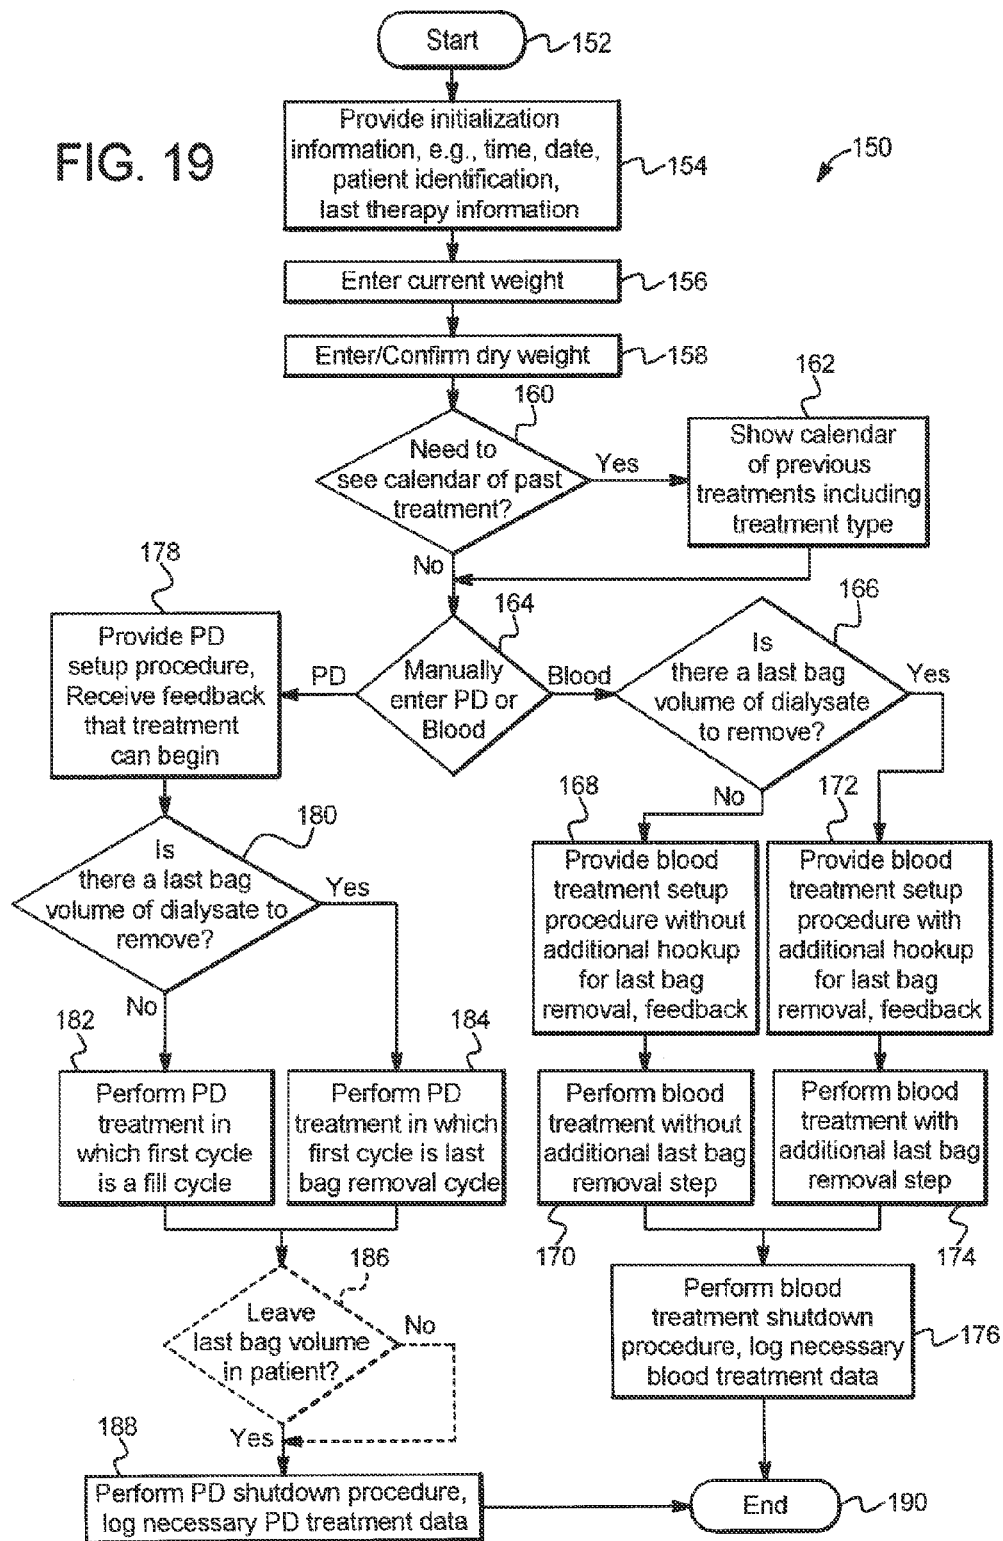 Start
152
FIG. 19
Provide initialization
information, e.g., time, date,
patient identification,
last therapy information
154
150
Enter current weight
156
Enter/Confirm dry weight
158
160
162
Need to
see calendar of past
treatment?
Yes
No
Show calendar
of previous
treatments including
treatment type
178
164
166
Provide PD
setup procedure,
Receive feedback
that treatment
can begin
PD
Manually
enter PD or
Blood
Blood
Is
there a last bag
volume of dialysate
to remove?
Yes
No
180
168
172
Is
there a last bag
volume of dialysate to
remove?
Yes
No
Provide blood
treatment setup
procedure without
additional hookup
for last bag
removal, feedback
Provide blood
treatment setup
procedure with
additional hookup
for last bag
removal, feedback
182
184
Perform PD
treatment in
which first cycle
is a fill cycle
Perform PD
treatment in which
first cycle is last
bag removal cycle
Perform blood
treatment without
additional last bag
removal step
Perform blood
treatment with
additional last bag
removal step
170
174
186
Leave
last bag volume
in patient?
No
Yes
Perform blood
treatment shutdown
procedure, log necessary
blood treatment data
176
188
Perform PD shutdown procedure,
log necessary PD treatment data
End
190